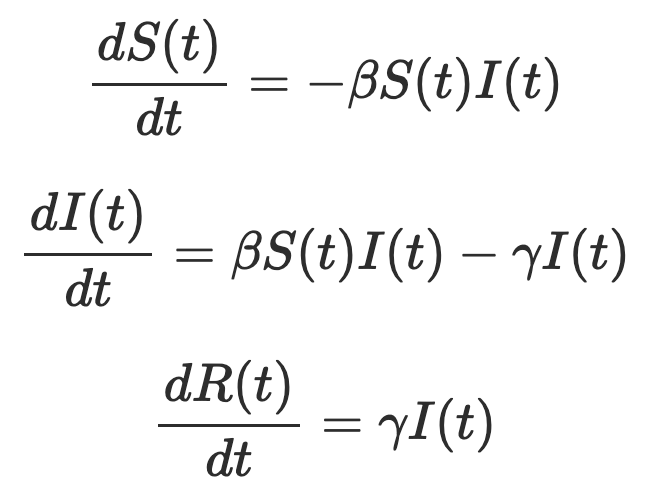 dS(t)/dt = −βS(t)I(t)
dI(t)/dt = βS(t)I(t) − γI(t)
dR(t)/dt = γI(t)